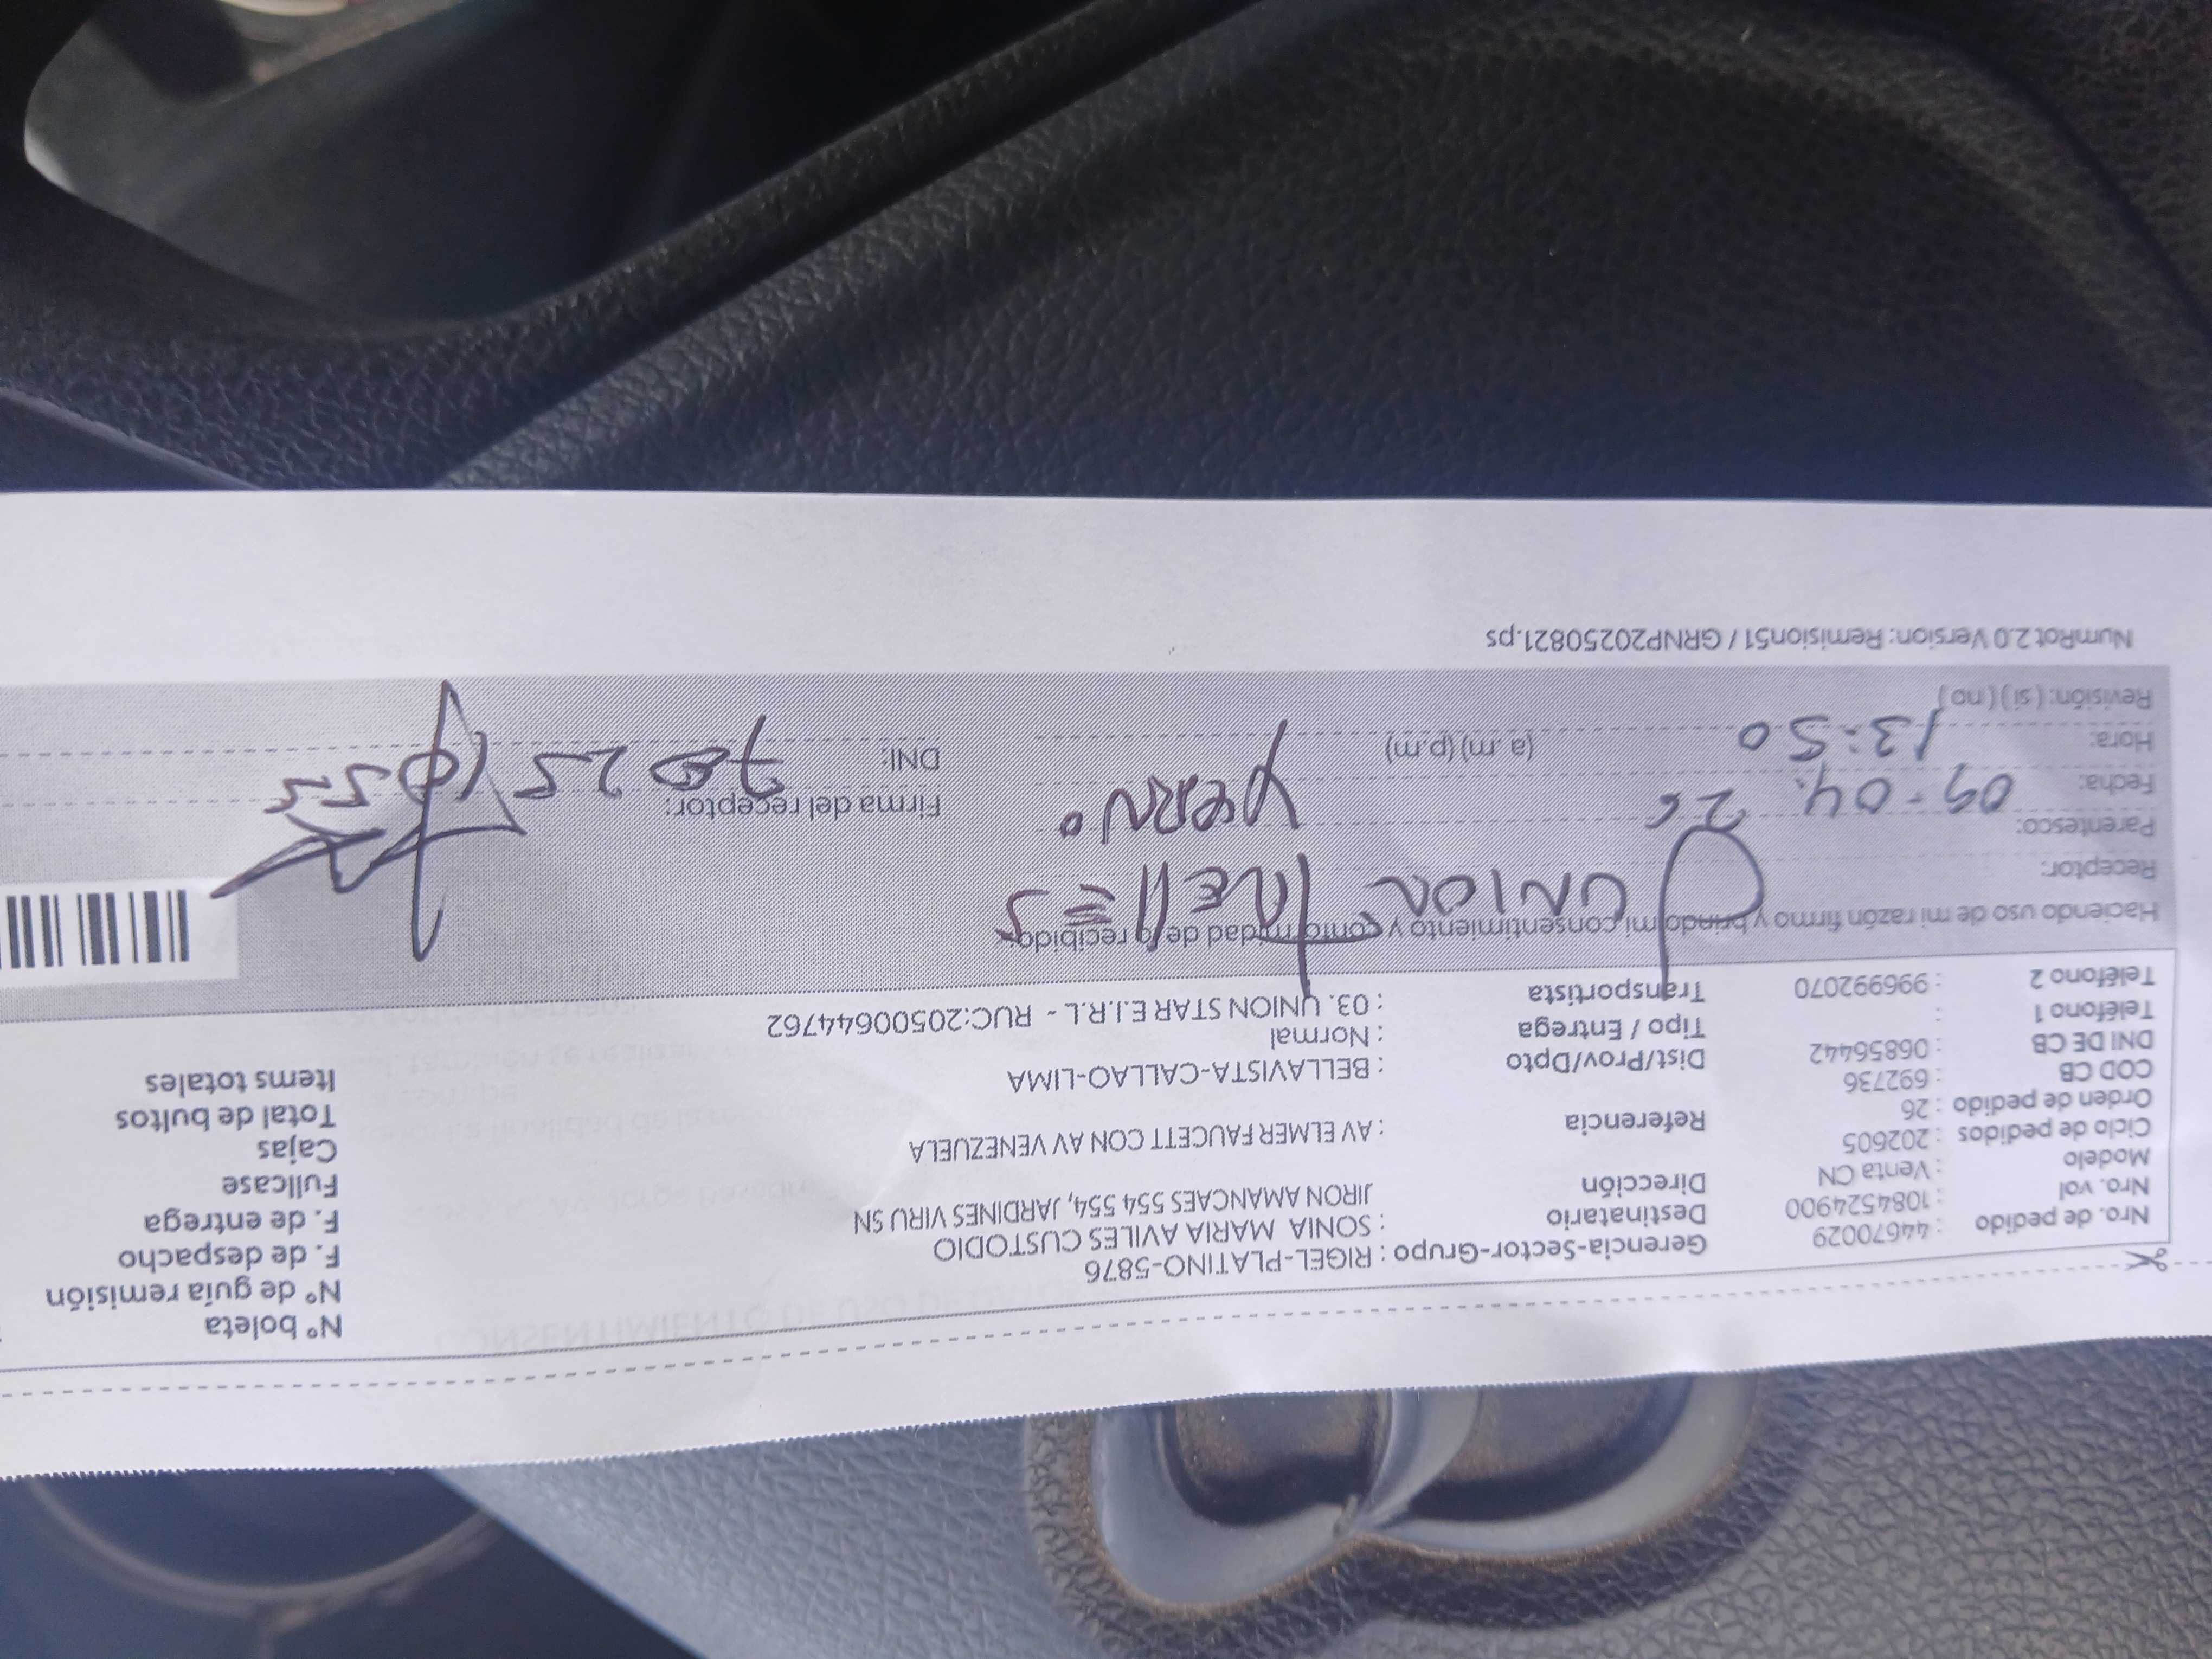 Nro. de pedido : 44670029 Gerencia-Sector-Grupo : RIGEL-PLATINO-5876 N° boleta
Nro. vol : 1084524900 Destinatario : SONIA MARIA AVILES CUSTODIO N° de guía remisión
Modelo : Venta CN Dirección JIRON AMANCAES 554 554, JARDINES VIRU SN F. de despacho
Ciclo de pedidos : 202605 F. de entrega
Orden de pedido : 26 Referencia : AV ELMER FAUCETT CON AV VENEZUELA Fullcase
COD CB : 692736 Cajas
DNI DE CB : 06856442 Dist/Prov/Dpto : BELLAVISTA-CALLAO-LIMA Total de bultos
Teléfono 1 : Tipo / Entrega : Normal Items totales
Teléfono 2 : 996992070 Transportista : 03. UNION STAR E.I.R.L - RUC:20500644762
Haciendo uso de mi razón firmo y brindo mi consentimiento y conformidad de lo recibido.
Receptor:
Parentesco: yerno Firma del receptor:
Fecha: 09-04. 26
Hora: 13:50 (a. m) (p.m) DNI:
Revisión: ( si ) ( no )
NumRot 2.0 Version: Remision51 / GRNP20250821.ps